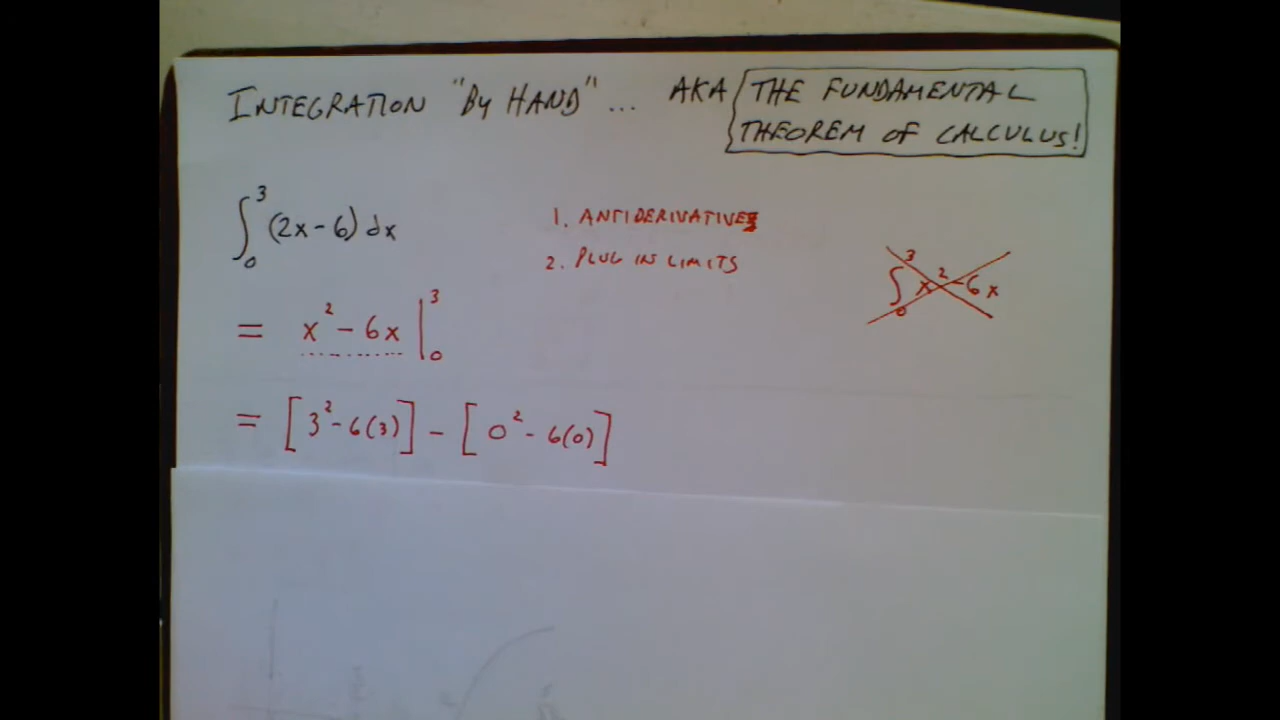 INTEGRATION "BY HAND" ... AKA THE FUNDAMENTAL
THEOREM OF CALCULUS!
∫₀³ (2x - 6) dx
1. ANTIDERIVATIVES
2. PLUG IN LIMITS
∫₀³ x² - 6x
= x² - 6x |₀³
= [3² - 6(3)] - [0² - 6(0)]